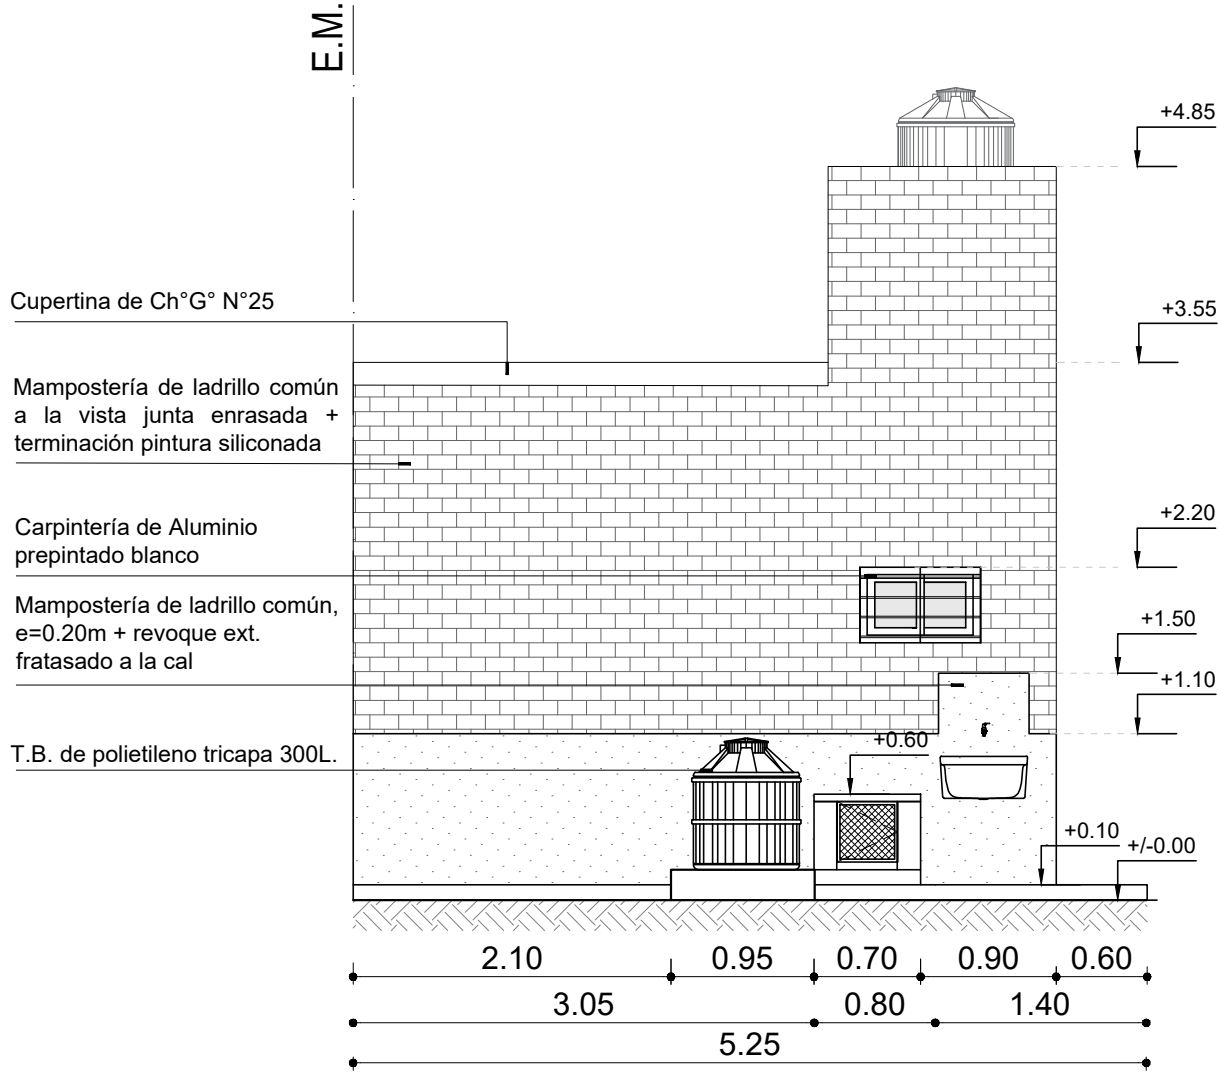 E.M.
+4.85
Cupertina de Ch°G° N°25
+3.55
Mampostería de ladrillo común
a la vista junta enrasada +
terminación pintura siliconada
Carpintería de Aluminio
prepintado blanco
+2.20
Mampostería de ladrillo común,
e=0.20m + revoque ext.
fratasado a la cal
+1.50
+1.10
T.B. de polietileno tricapa 300L.
+0.60
+0.10
+/-0.00
2.10 0.95 0.70 0.90 0.60
3.05 0.80 1.40
5.25